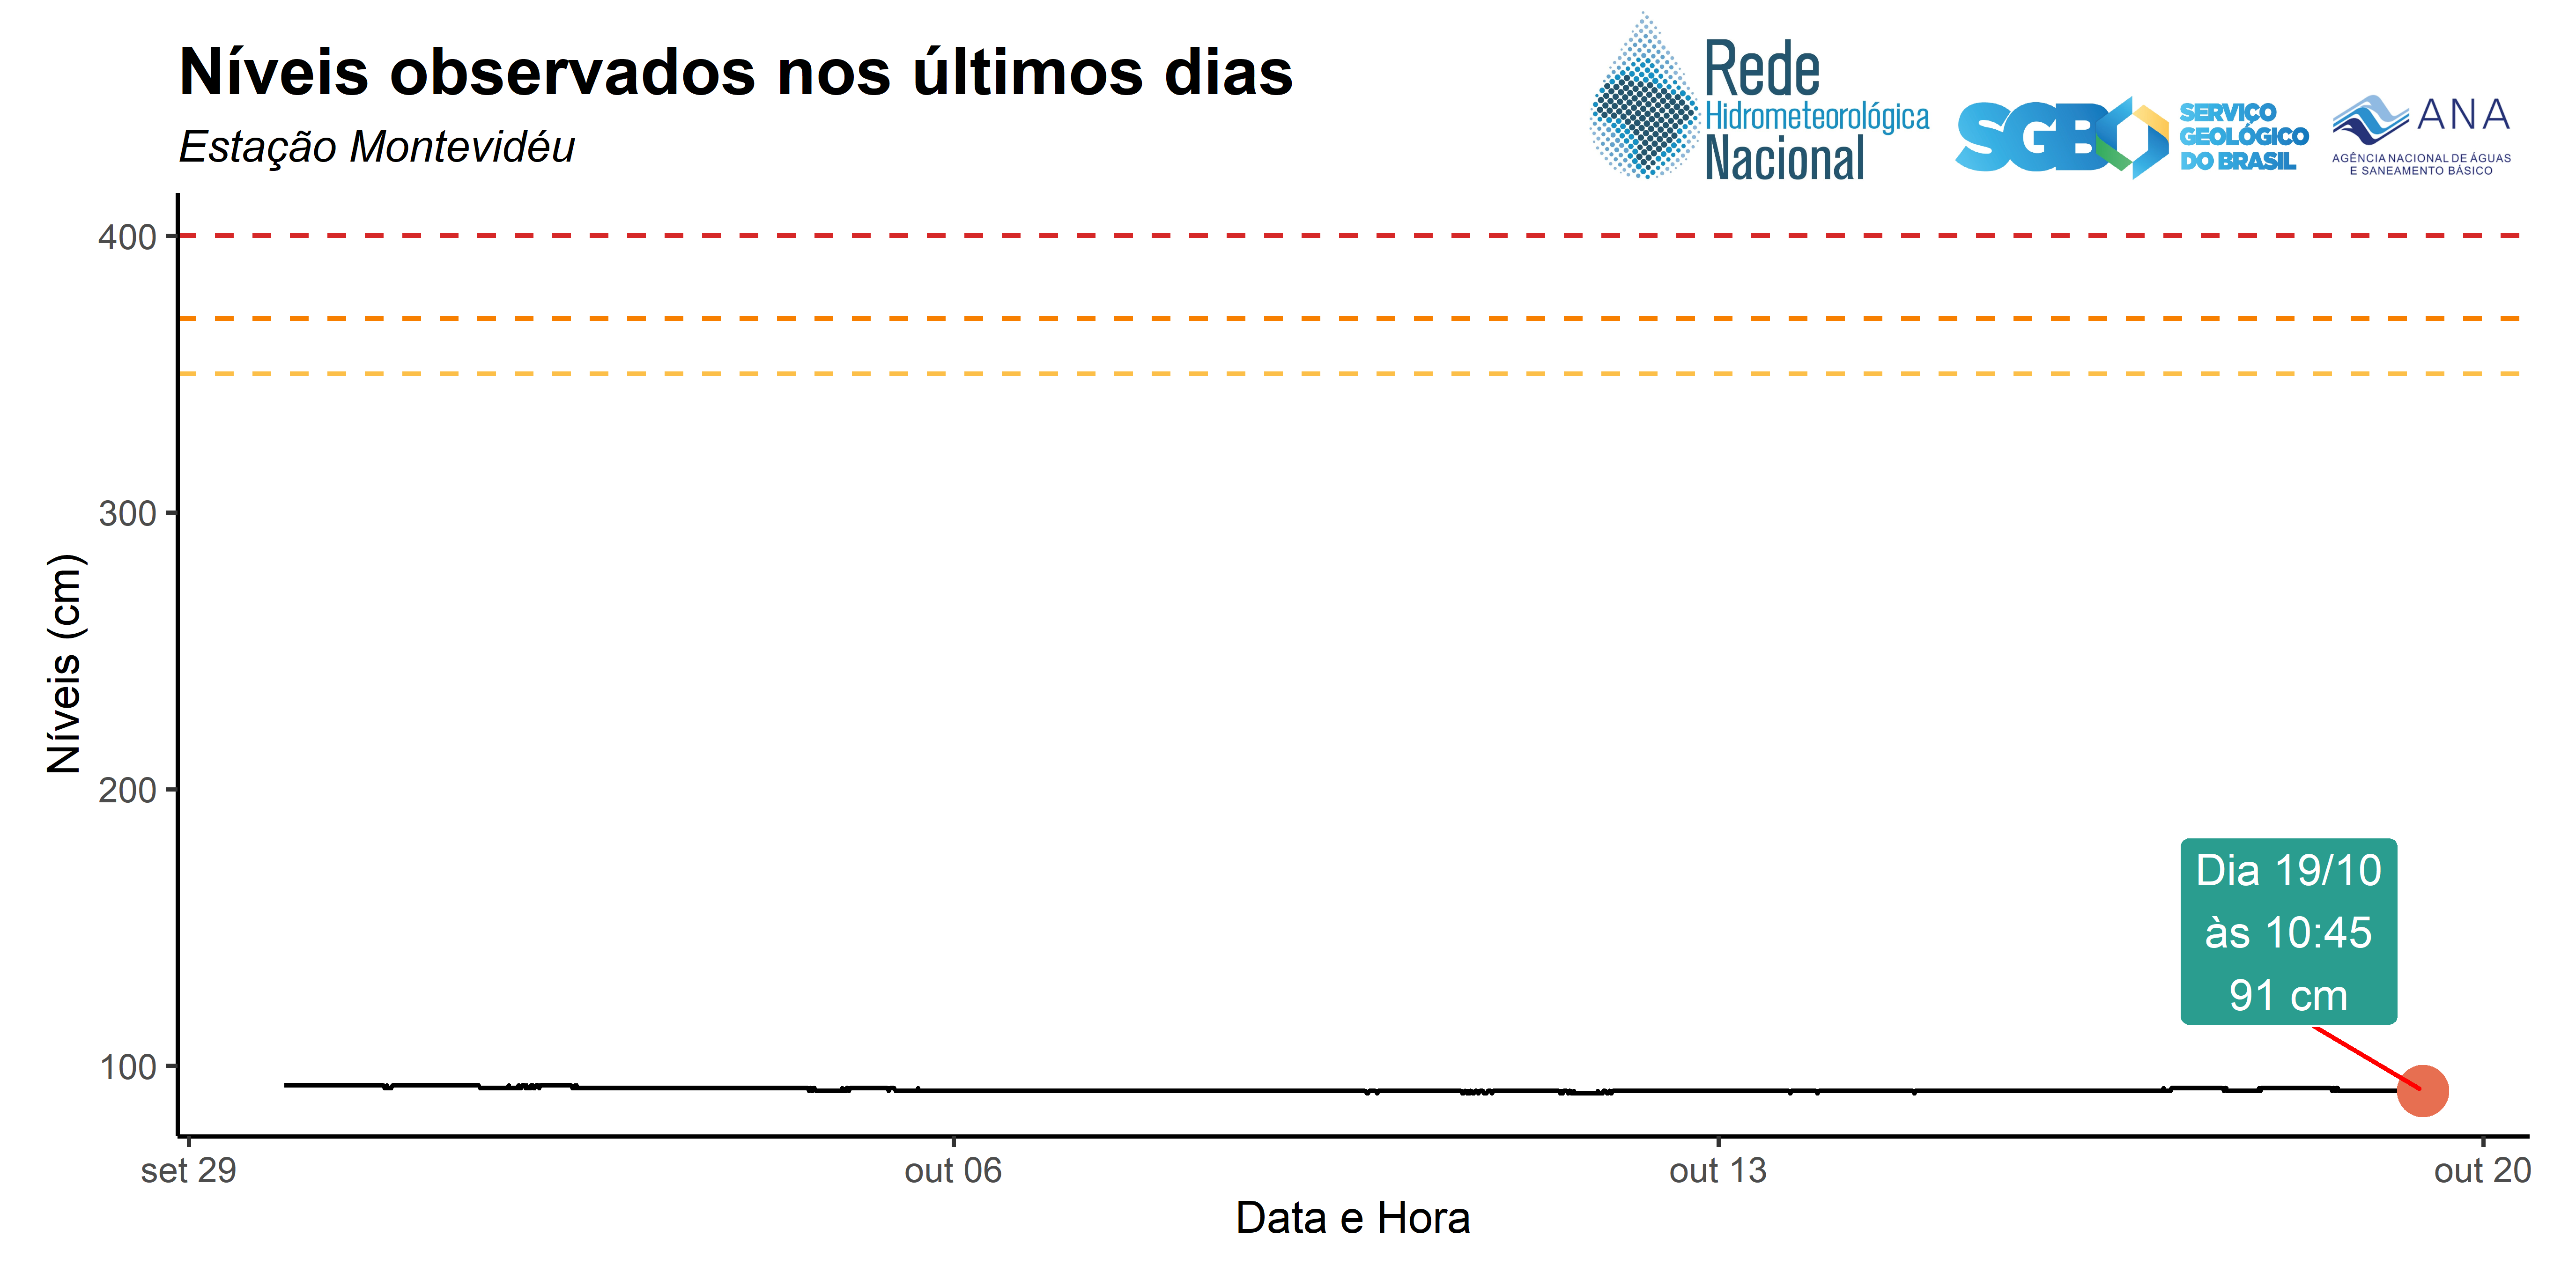 Níveis observados nos últimos dias
Estação Montevidéu
Rede
Hidrometeorológica
Nacional
SGB
SERVIÇO
GEOLÓGICO
DO BRASIL
ANA
AGÊNCIA NACIONAL DE ÁGUAS
E SANEAMENTO BÁSICO
400
300
200
100
Níveis (cm)
Dia 19/10
às 10:45
91 cm
set 29
out 06
out 13
out 20
Data e Hora